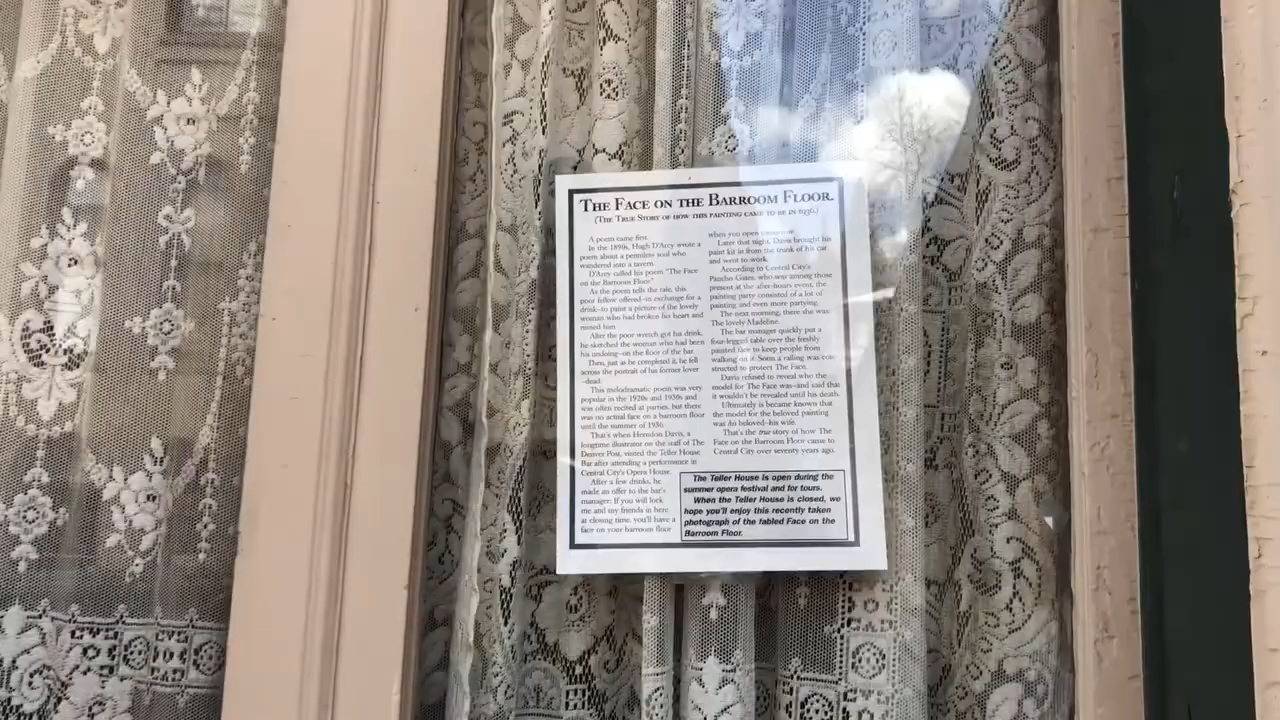 THE FACE ON THE BARROOM FLOOR.
(THE TRUE STORY OF HOW THIS PAINTING CAME TO BE IN 1936.)
A poem came first.
In the 1890s, Hugh D'Arcy wrote a
poem about a penniless soul who
wandered into a tavern.
D'Arcy called his poem "The Face
on the Barroom Floor"
As the poem tells the tale, this
poor fellow offered-in exchange for a
drink-to paint a picture of the lovely
woman who had broken his heart and
ruined him.
After the poor wretch got his drink,
he sketched the woman who had been
his undoing-on the floor of the bar.
Then, just as he completed it, he fell
across the portrait of his former lover
-dead.
This melodramatic poem was very
popular in the 1920s and 1930s and
was often recited at parties, but there
was no actual face on a barroom floor
until the summer of 1936.
That's when Herndon Davis, a
longtime illustrator on the staff of The
Denver Post, visited the Teller House
Bar after attending a performance in
Central City's Opera House.
After a few drinks, he
made an offer to the bar's
manager: If you will lock
me and my friends in here
at closing time, you'll have a
face on your barroom floor
when you open tomorrow.
Later that night, Davis brought his
paint kit in from the trunk of his car
and went to work.
According to Central City's
Pancho Gates, who was among those
present at the after-hours event, the
painting party consisted of a lot of
painting and even more partying.
The next morning, there she was:
The lovely Madeline.
The bar manager quickly put a
four-legged table over the freshly
painted face to keep people from
walking on it. Soon a railing was con-
structed to protect The Face.
Davis refused to reveal who the
model for The Face was-and said that
it wouldn't be revealed until his death.
Ultimately is became known that
the model for the beloved painting
was his beloved-his wife.
That's the true story of how The
Face on the Barroom Floor came to
Central City over seventy years ago.
The Teller House is open during the
summer opera festival and for tours.
When the Teller House is closed, we
hope you'll enjoy this recently taken
photograph of the fabled Face on the
Barroom Floor.